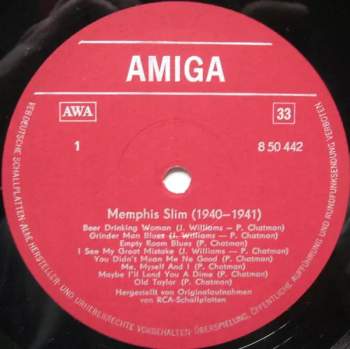 AMIGA
AWA
33
1
8 50 442
Memphis Slim (1940–1941)
Beer Drinking Woman (J. Williams — P. Chatman)
Grinder Man Blues (J. Williams — P. Chatman)
Empty Room Blues (P. Chatman)
I See My Great Mistake (J. Williams — P. Chatman)
You Didn't Mean Me No Good (P. Chatman)
Me, Myself And I (P. Chatman)
Maybe I'll Lend You A Dime (P. Chatman)
Old Taylor (P. Chatman)
Hergestellt von Originalaufnahmen
von RCA-Schallplatten
VEB DEUTSCHE SCHALLPLATTEN · ALLE HERSTELLER- UND URHEBERRECHTE VORBEHALTEN · ÜBERSPIELUNG, ÖFFENTLICHE AUFFÜHRUNG UND RUNDFUNKSENDUNG VERBOTEN